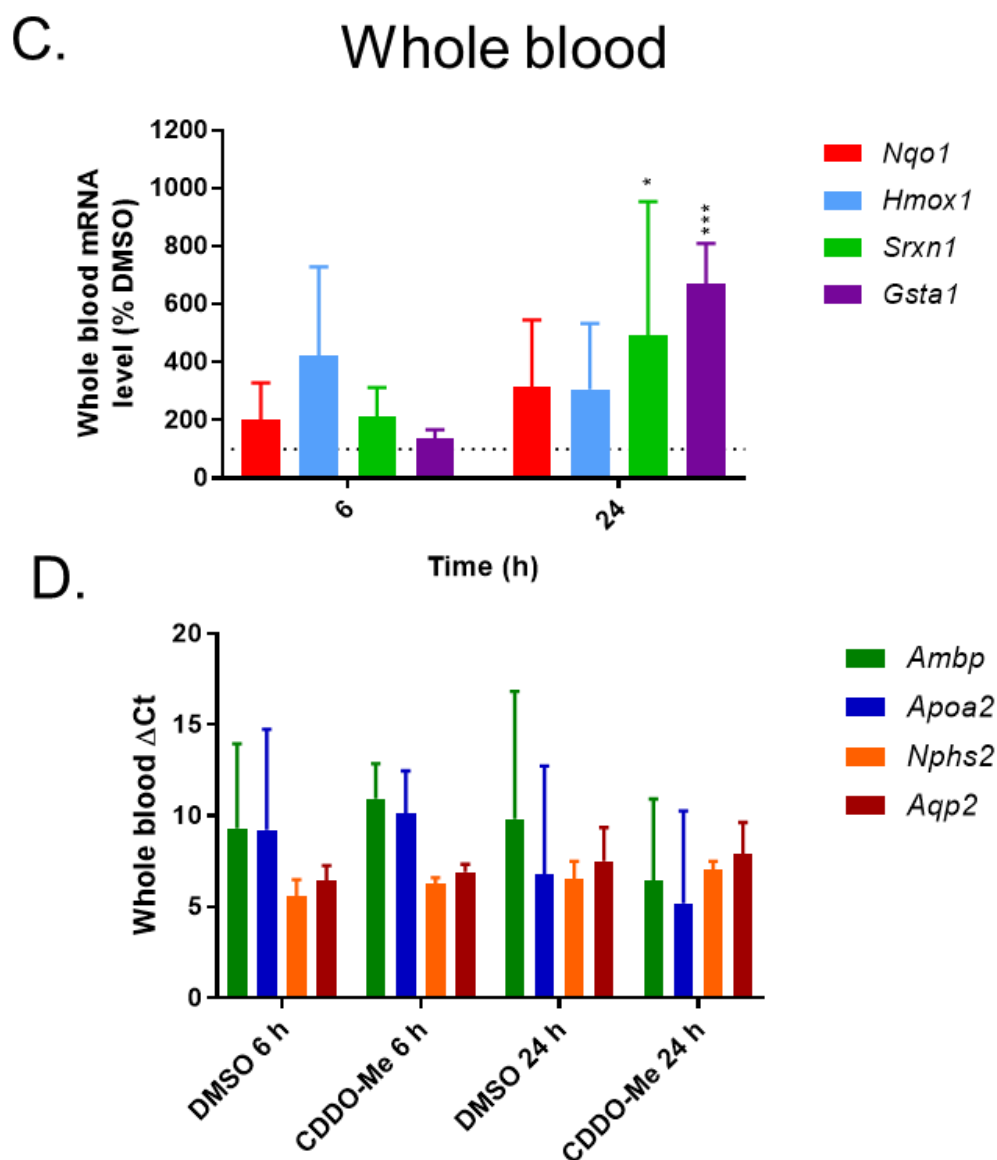 C.
Whole blood
Whole blood mRNA
level (% DMSO)
1200
1000
800
600
400
200
0
*
***
6
24
Time (h)
Nqo1
Hmox1
Srxn1
Gsta1
D.
Whole blood ΔCt
20
15
10
5
0
DMSO 6 h
CDDO-Me 6 h
DMSO 24 h
CDDO-Me 24 h
Ambp
Apoa2
Nphs2
Aqp2